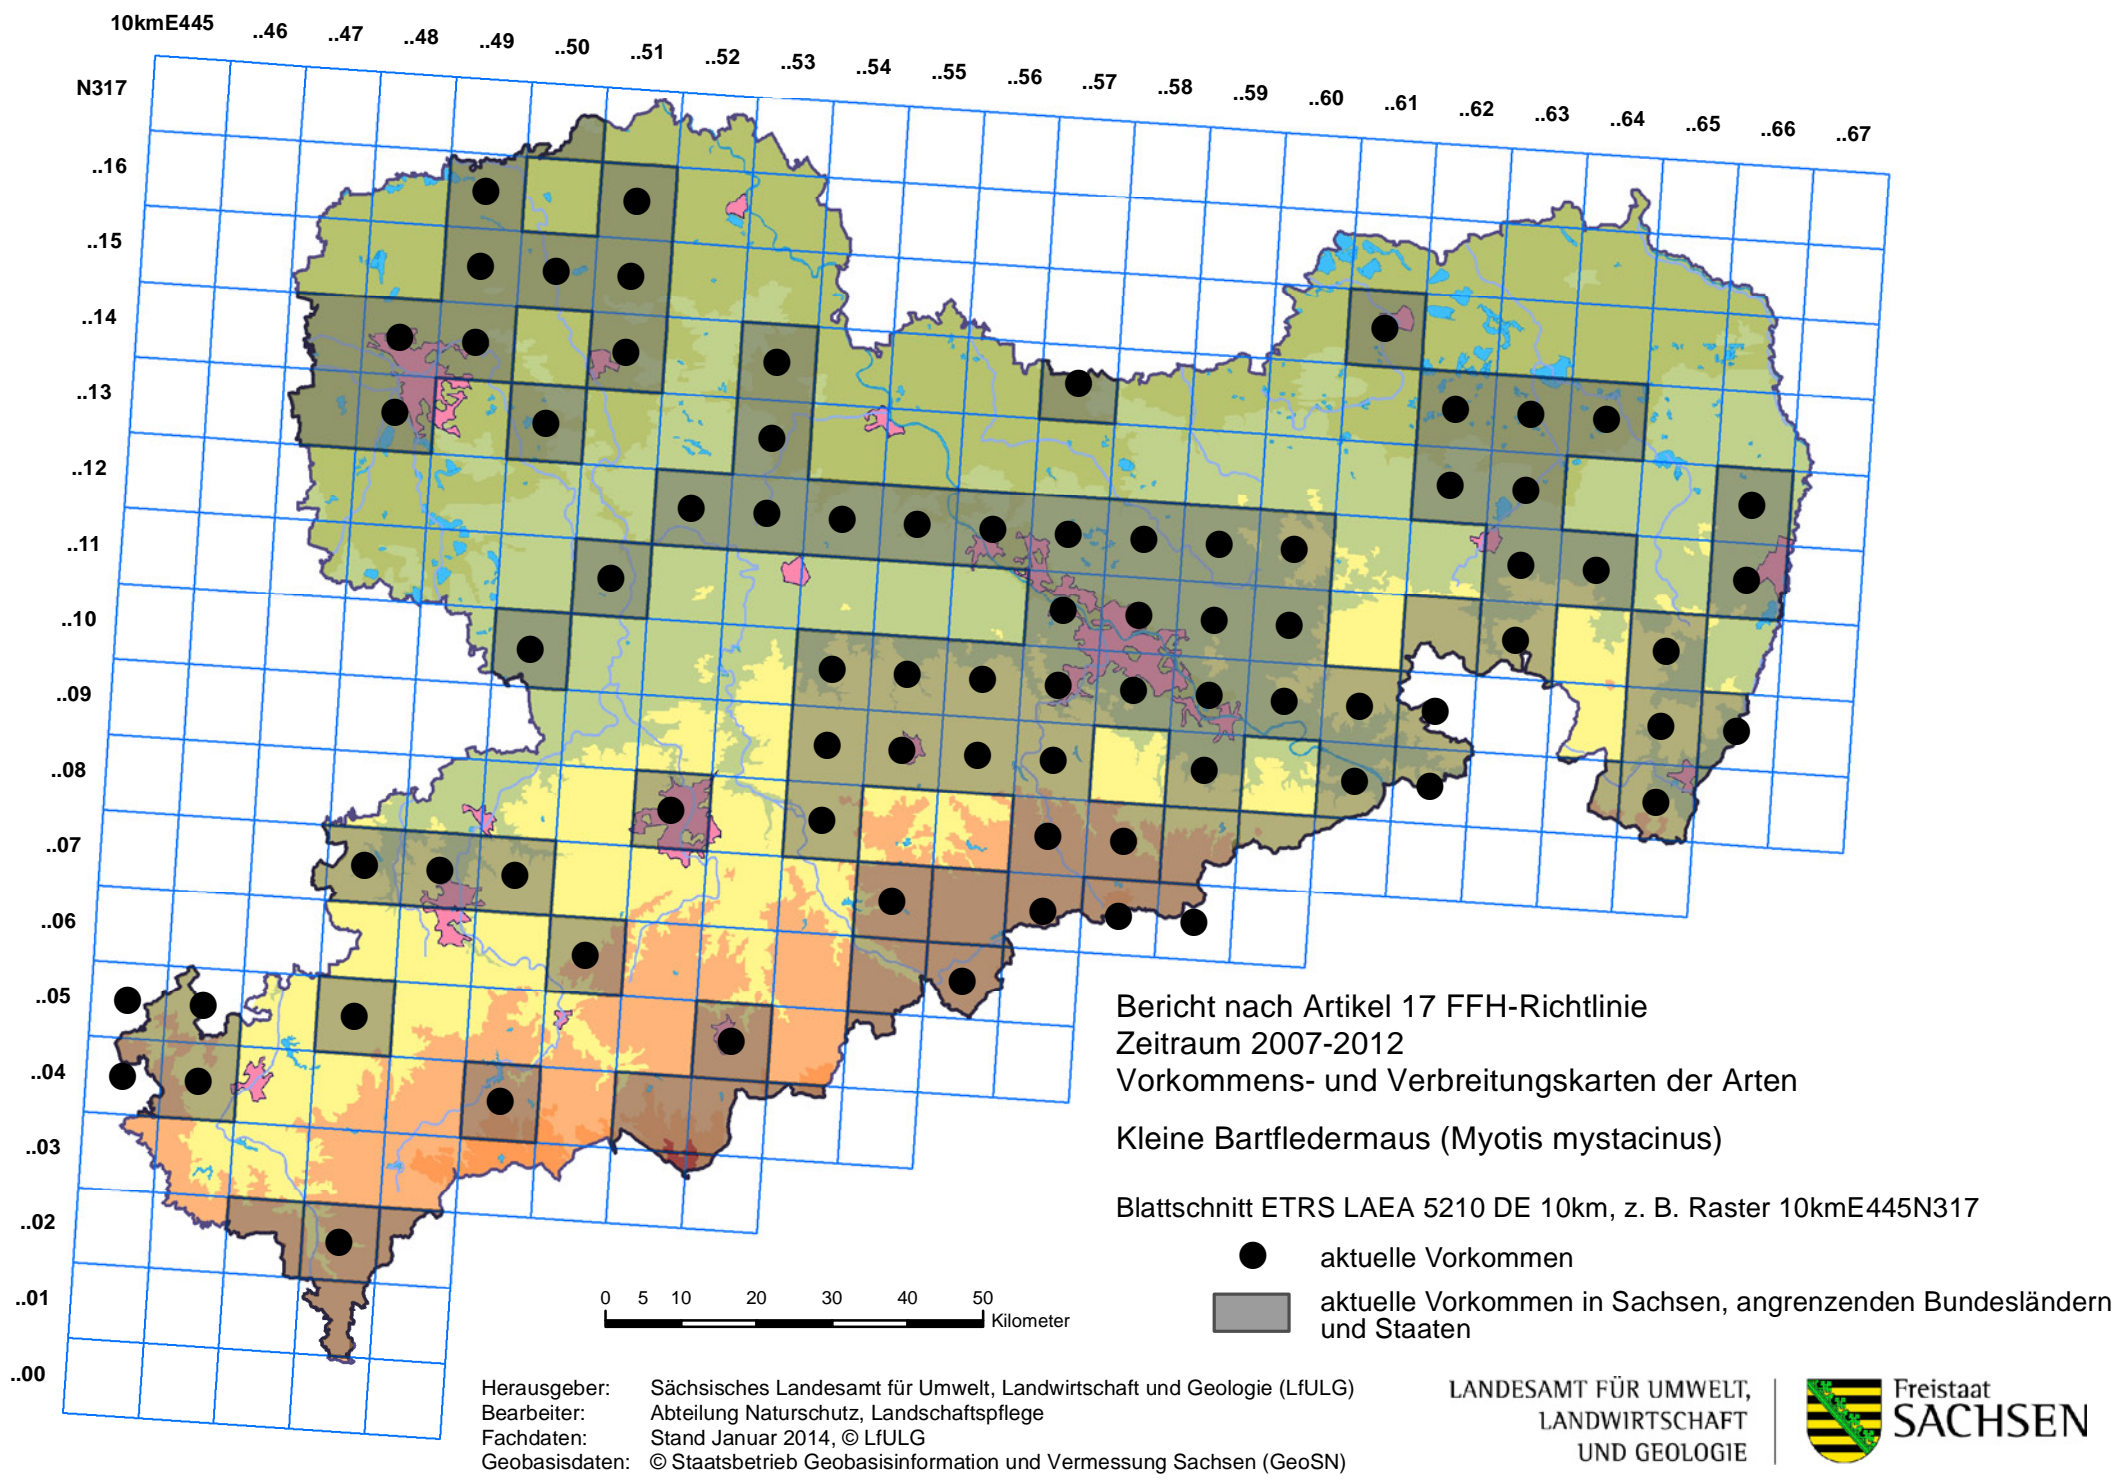 10kmE445 ..46 ..47 ..48 ..49 ..50 ..51 ..52 ..53 ..54 ..55 ..56 ..57 ..58 ..59 ..60 ..61 ..62 ..63 ..64 ..65 ..66 ..67
N317
..16
..15
..14
..13
..12
..11
..10
..09
..08
..07
..06
..05
..04
..03
..02
..01
..00
Bericht nach Artikel 17 FFH-Richtlinie
Zeitraum 2007-2012
Vorkommens- und Verbreitungskarten der Arten
Kleine Bartfledermaus (Myotis mystacinus)
Blattschnitt ETRS LAEA 5210 DE 10km, z. B. Raster 10kmE445N317
aktuelle Vorkommen
aktuelle Vorkommen in Sachsen, angrenzenden Bundesländern
und Staaten
0 5 10 20 30 40 50
Kilometer
Herausgeber: Sächsisches Landesamt für Umwelt, Landwirtschaft und Geologie (LfULG)
Bearbeiter: Abteilung Naturschutz, Landschaftspflege
Fachdaten: Stand Januar 2014, © LfULG
Geobasisdaten: © Staatsbetrieb Geobasisinformation und Vermessung Sachsen (GeoSN)
LANDESAMT FÜR UMWELT,
LANDWIRTSCHAFT
UND GEOLOGIE
Freistaat
SACHSEN